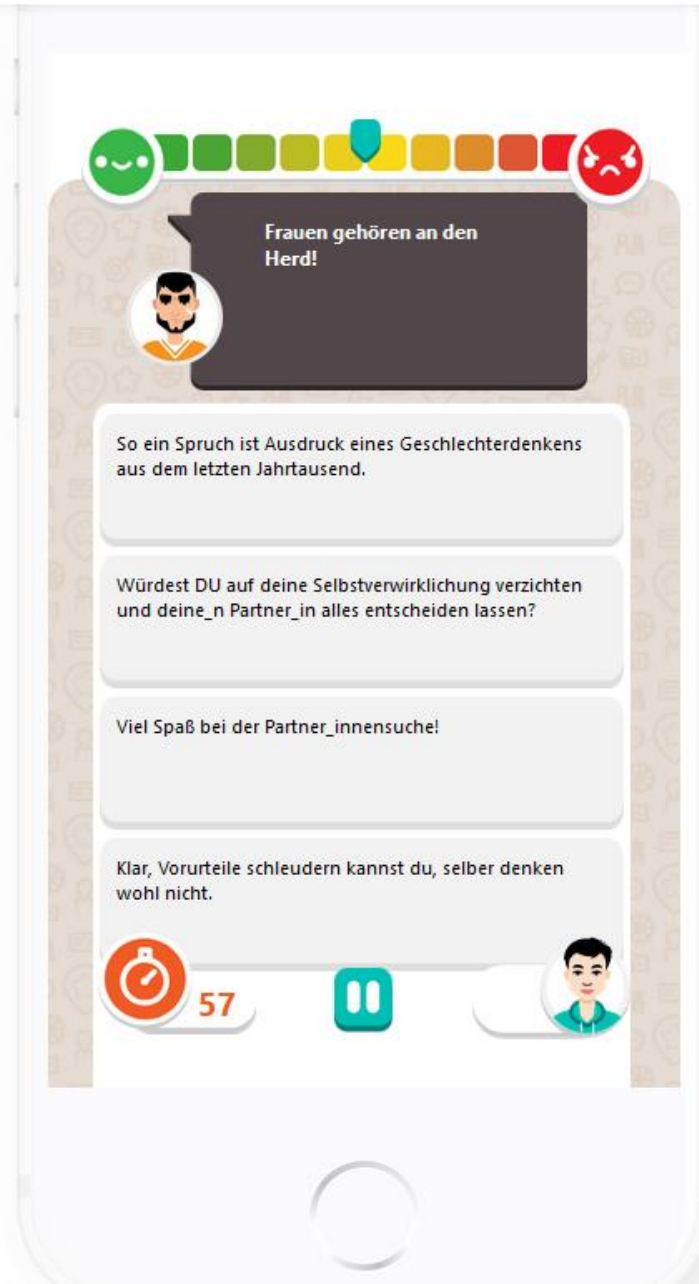 Frauen gehören an den
Herd!
So ein Spruch ist Ausdruck eines Geschlechterdenkens
aus dem letzten Jahrtausend.
Würdest DU auf deine Selbstverwirklichung verzichten
und deine_n Partner_in alles entscheiden lassen?
Viel Spaß bei der Partner_innensuche!
Klar, Vorurteile schleudern kannst du, selber denken
wohl nicht.
57